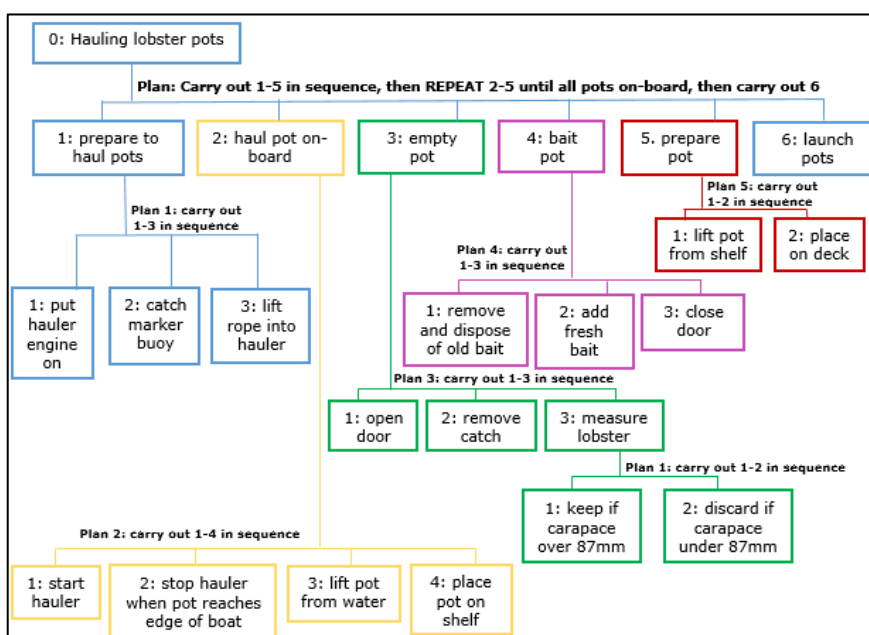 0: Hauling lobster pots
Plan: Carry out 1-5 in sequence, then REPEAT 2-5 until all pots on-board, then carry out 6
1: prepare to
haul pots
2: haul pot on-
board
3: empty
pot
4: bait
pot
5. prepare
pot
6: launch
pots
Plan 1: carry out
1-3 in sequence
1: put
hauler
engine
on
2: catch
marker
buoy
3: lift
rope into
hauler
Plan 5: carry out
1-2 in sequence
1: lift pot
from shelf
2: place
on deck
Plan 4: carry out
1-3 in sequence
1: remove
and dispose
of old bait
2: add
fresh
bait
3: close
door
Plan 3: carry out 1-3 in sequence
1: open
door
2: remove
catch
3: measure
lobster
Plan 1: carry out 1-2 in sequence
1: keep if
carapace
over 87mm
2: discard if
carapace
under 87mm
Plan 2: carry out 1-4 in sequence
1: start
hauler
2: stop hauler
when pot reaches
edge of boat
3: lift pot
from water
4: place
pot on
shelf